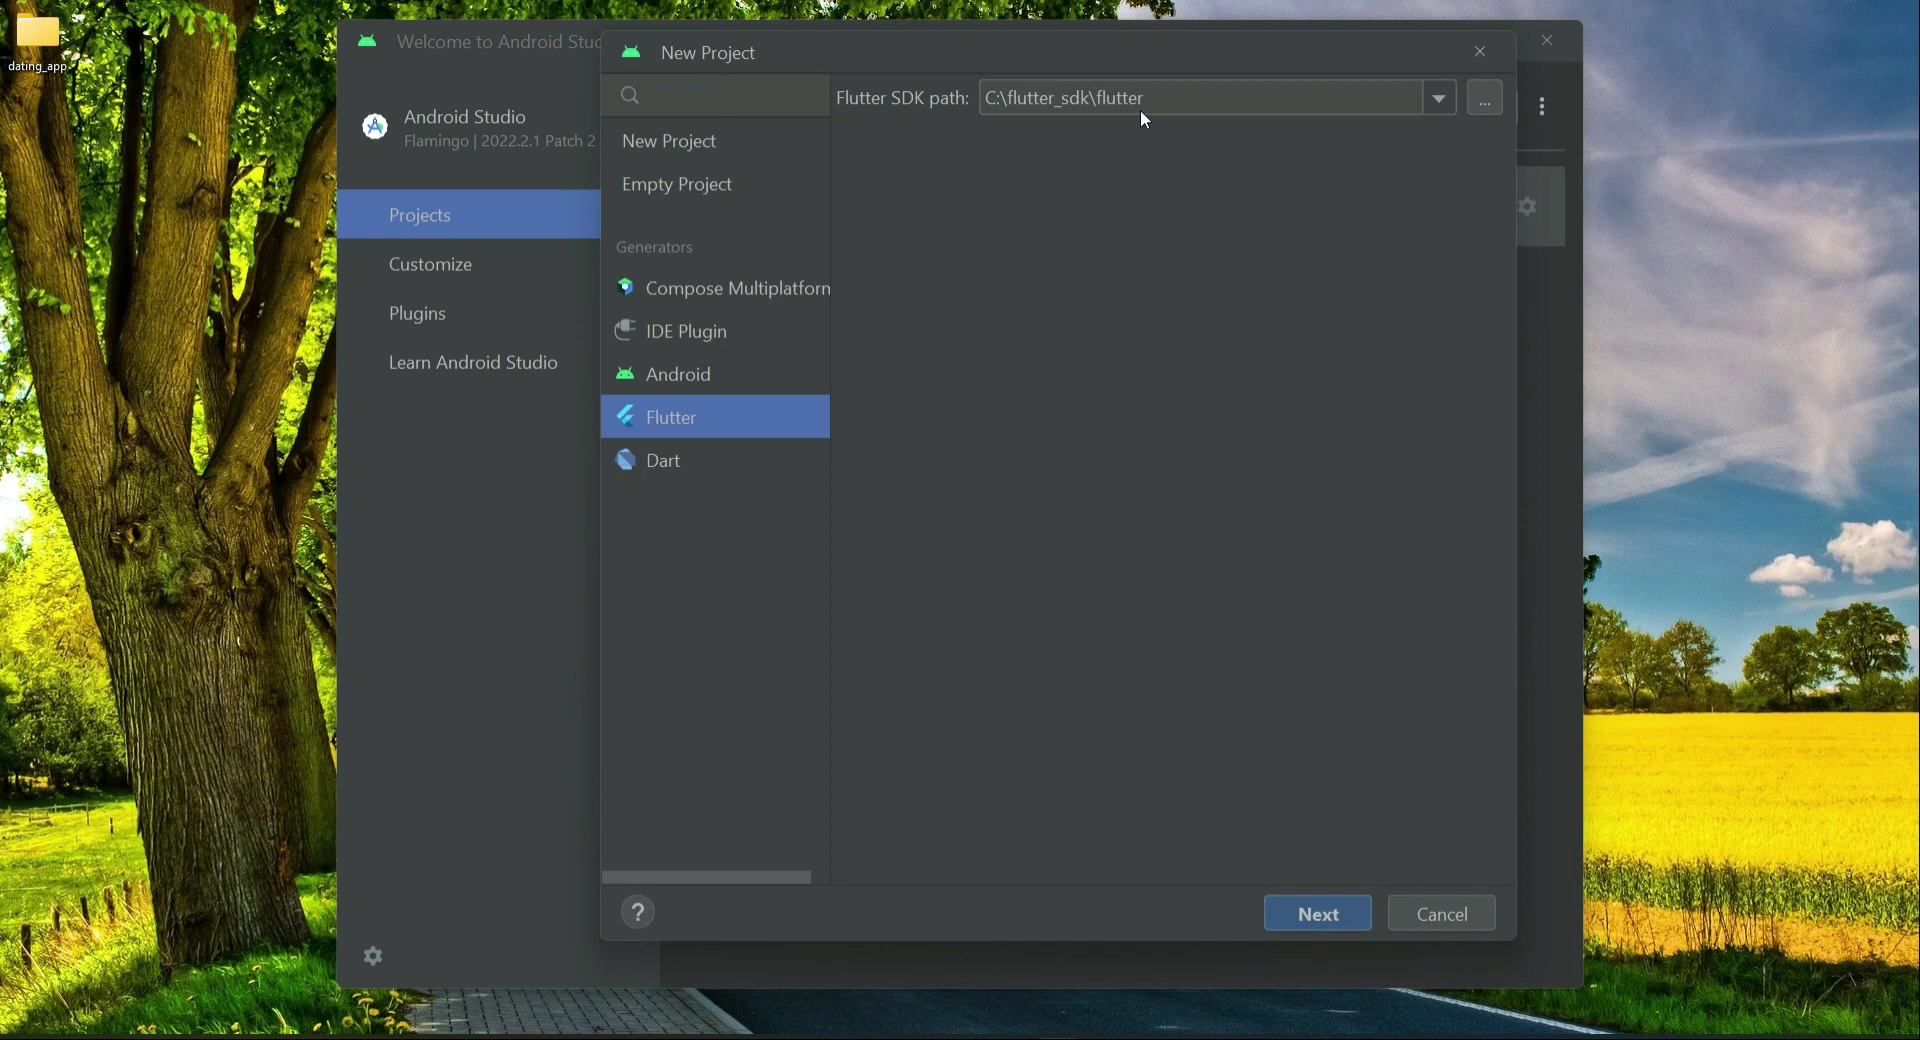 dating_app
Welcome to Android Stuc
Android Studio
Flamingo | 2022.2.1 Patch 2
Projects
Customize
Plugins
Learn Android Studio
New Project
New Project
Empty Project
Generators
Compose Multiplatforn
IDE Plugin
Android
Flutter
Dart
Flutter SDK path:
C:\flutter_sdk\flutter
...
?
Next
Cancel